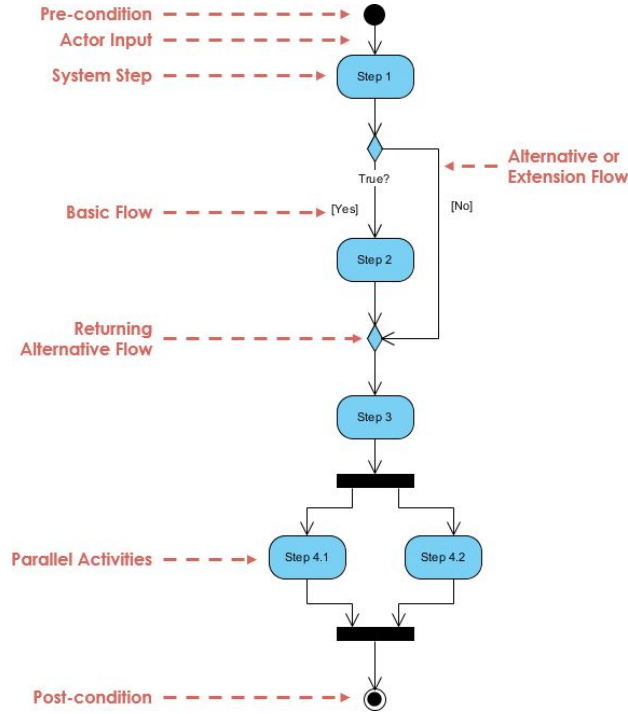 Pre-condition
Actor Input
System Step
Step 1
Alternative or
Extension Flow
True?
Basic Flow
[Yes]
[No]
Step 2
Returning
Alternative Flow
Step 3
Parallel Activities
Step 4.1
Step 4.2
Post-condition